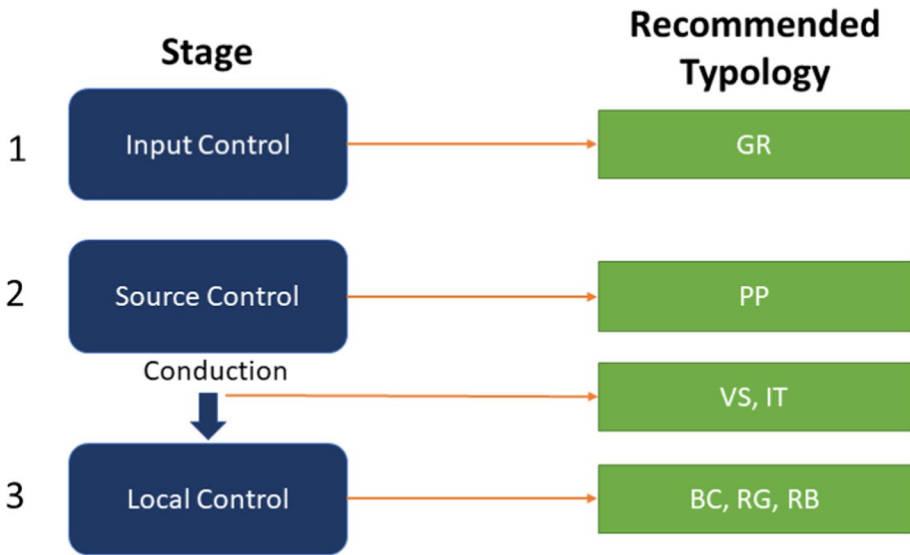 Stage
Recommended
Typology
1
Input Control
GR
2
Source Control
PP
Conduction
VS, IT
3
Local Control
BC, RG, RB